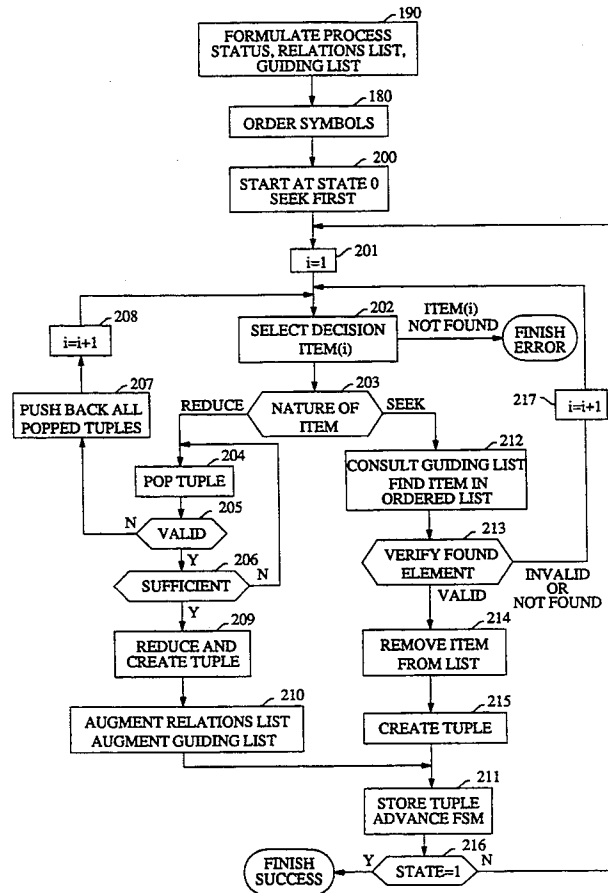 190
FORMULATE PROCESS
STATUS, RELATIONS LIST,
GUIDING LIST
180
ORDER SYMBOLS
200
START AT STATE 0
SEEK FIRST
i=1
201
208
i=i+1
202
SELECT DECISION
ITEM(i)
ITEM(i)
NOT FOUND
FINISH
ERROR
207
PUSH BACK ALL
POPPED TUPLES
203
REDUCE
NATURE OF
ITEM
SEEK
217
i=i+1
204
POP TUPLE
212
CONSULT GUIDING LIST
FIND ITEM IN
ORDERED LIST
205
N
VALID
Y
213
VERIFY FOUND
ELEMENT
INVALID
OR
NOT FOUND
VALID
206
SUFFICIENT
N
Y
209
REDUCE AND
CREATE TUPLE
214
REMOVE ITEM
FROM LIST
210
AUGMENT RELATIONS LIST
AUGMENT GUIDING LIST
215
CREATE TUPLE
211
STORE TUPLE
ADVANCE FSM
216
FINISH
SUCCESS
Y
STATE=1
N